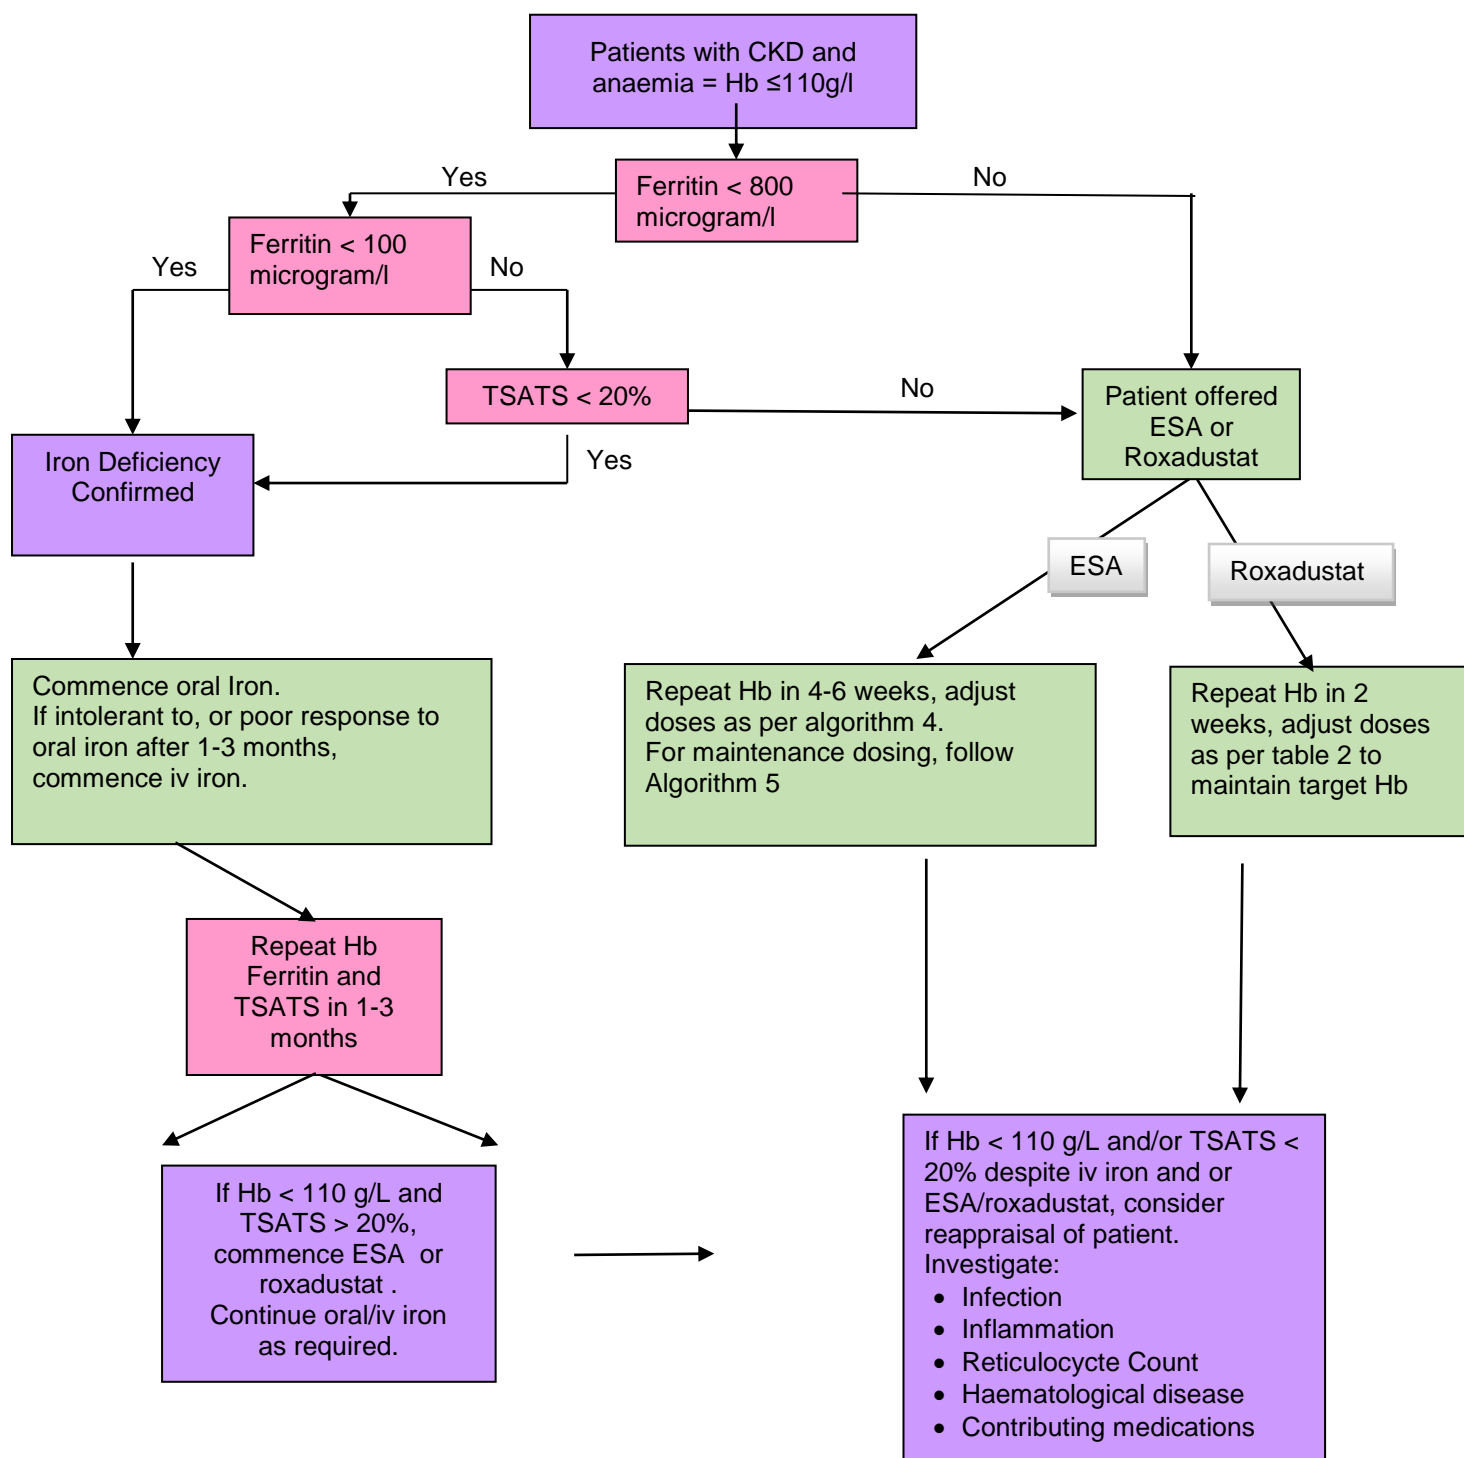 Patients with CKD and
anaemia = Hb ≤110g/l
Yes
Ferritin < 800
microgram/l
No
Ferritin < 100
microgram/l
Yes
No
TSATS < 20%
No
Patient offered
ESA or
Roxadustat
Iron Deficiency
Confirmed
Yes
ESA
Roxadustat
Commence oral Iron.
If intolerant to, or poor response to
oral iron after 1-3 months,
commence iv iron.
Repeat Hb in 4-6 weeks, adjust
doses as per algorithm 4.
For maintenance dosing, follow
Algorithm 5
Repeat Hb in 2
weeks, adjust doses
as per table 2 to
maintain target Hb
Repeat Hb
Ferritin and
TSATS in 1-3
months
If Hb < 110 g/L and
TSATS > 20%,
commence ESA or
roxadustat .
Continue oral/iv iron
as required.
If Hb < 110 g/L and/or TSATS <
20% despite iv iron and or
ESA/roxadustat, consider
reappraisal of patient.
Investigate:
• Infection
• Inflammation
• Reticulocycte Count
• Haematological disease
• Contributing medications